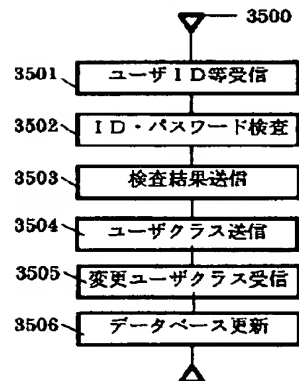 3500
3501 ユーザID等受信
3502 ID・パスワード検査
3503 検査結果送信
3504 ユーザクラス送信
3505 変更ユーザクラス受信
3506 データベース更新